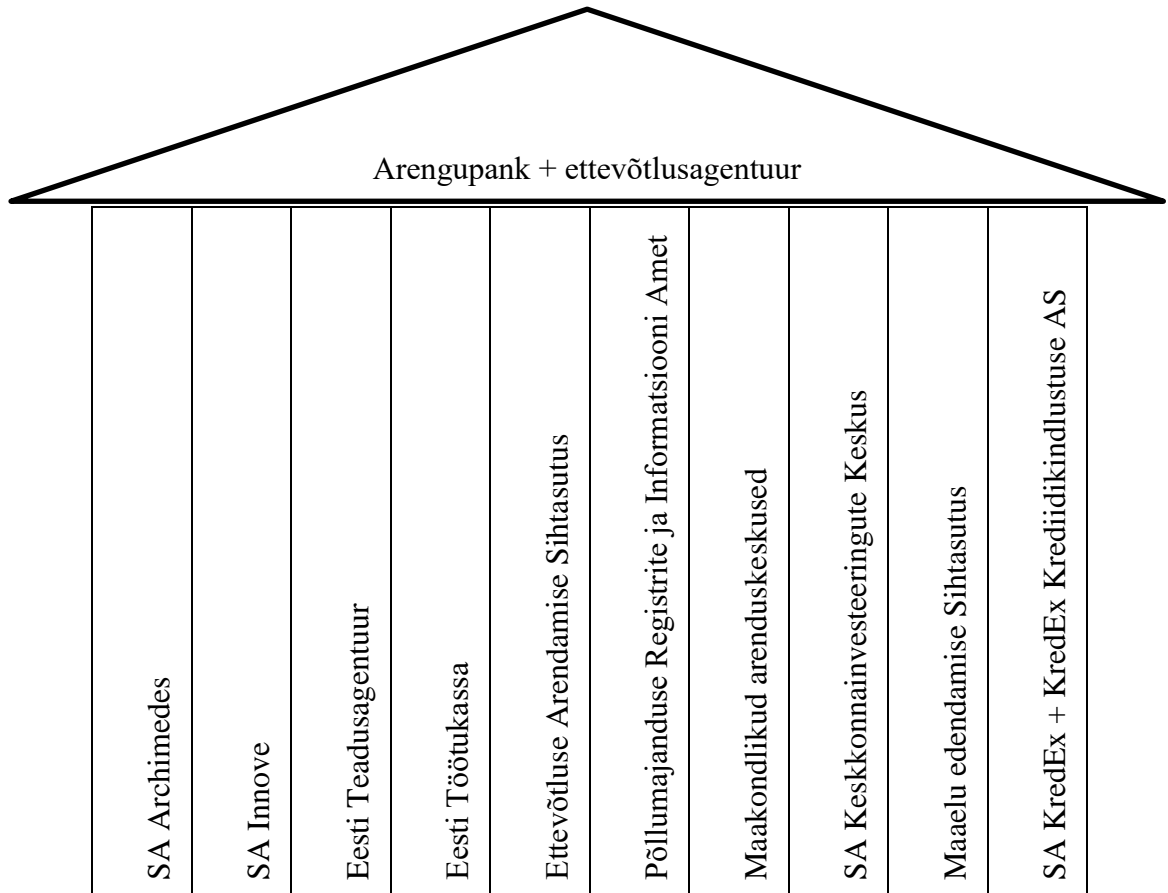 Arengupank + ettevõtlusagentuur
SA Archimedes
SA Innove
Eesti Teadusagentuur
Eesti Töötukassa
Ettevõtluse Arendamise Sihtasutus
Põllumajanduse Registrite ja Informatsiooni Amet
Maakondlikud arenduskeskused
SA Keskkonnainvesteeringute Keskus
Maaelu edendamise Sihtasutus
SA KredEx + KredEx Krediidikindlustuse AS